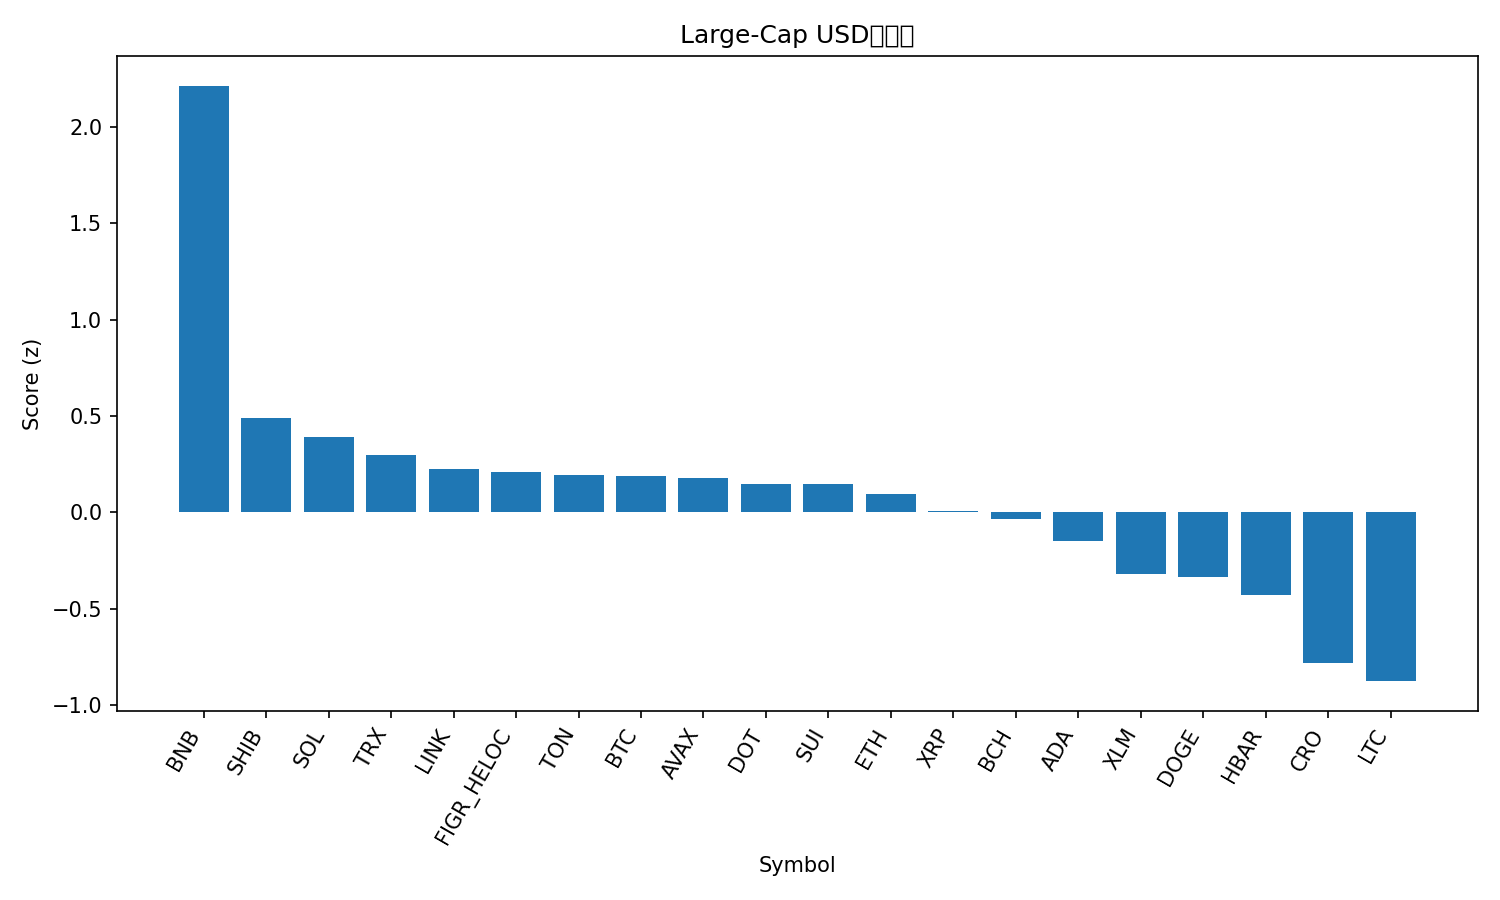 Large-Cap USD
Score (z)
2.0
1.5
1.0
0.5
0.0
−0.5
−1.0
BNB
SHIB
SOL
TRX
LINK
FIGR_HELOC
TON
BTC
AVAX
DOT
SUI
ETH
XRP
BCH
ADA
XLM
DOGE
HBAR
CRO
LTC
Symbol